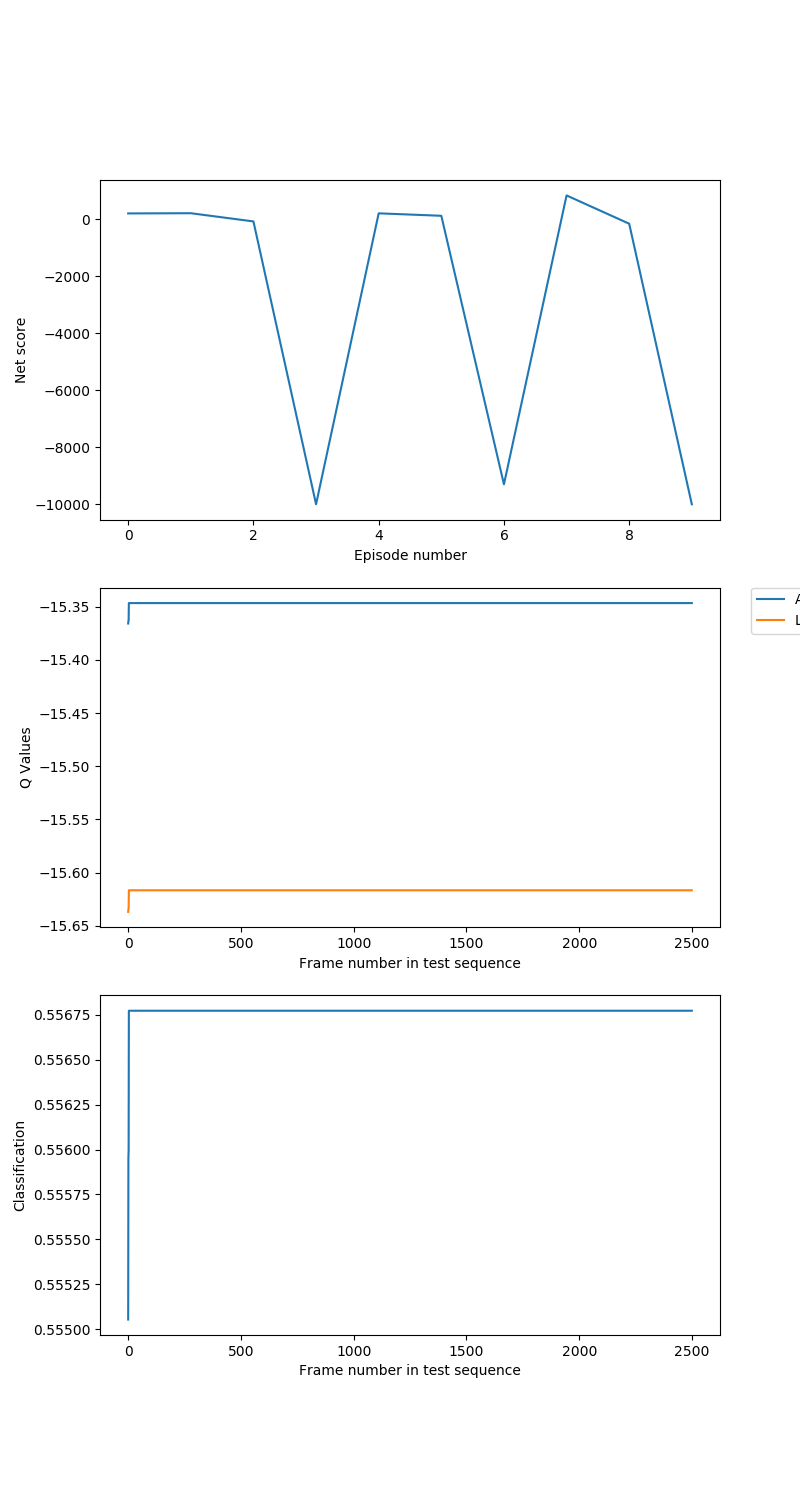 0
−2000
−4000
−6000
−8000
−10000
Net score
0 2 4 6 8
Episode number
−15.35
−15.40
−15.45
−15.50
−15.55
−15.60
−15.65
Q Values
0 500 1000 1500 2000 2500
Frame number in test sequence
L
0.55675
0.55650
0.55625
0.55600
0.55575
0.55550
0.55525
0.55500
Classification
0 500 1000 1500 2000 2500
Frame number in test sequence